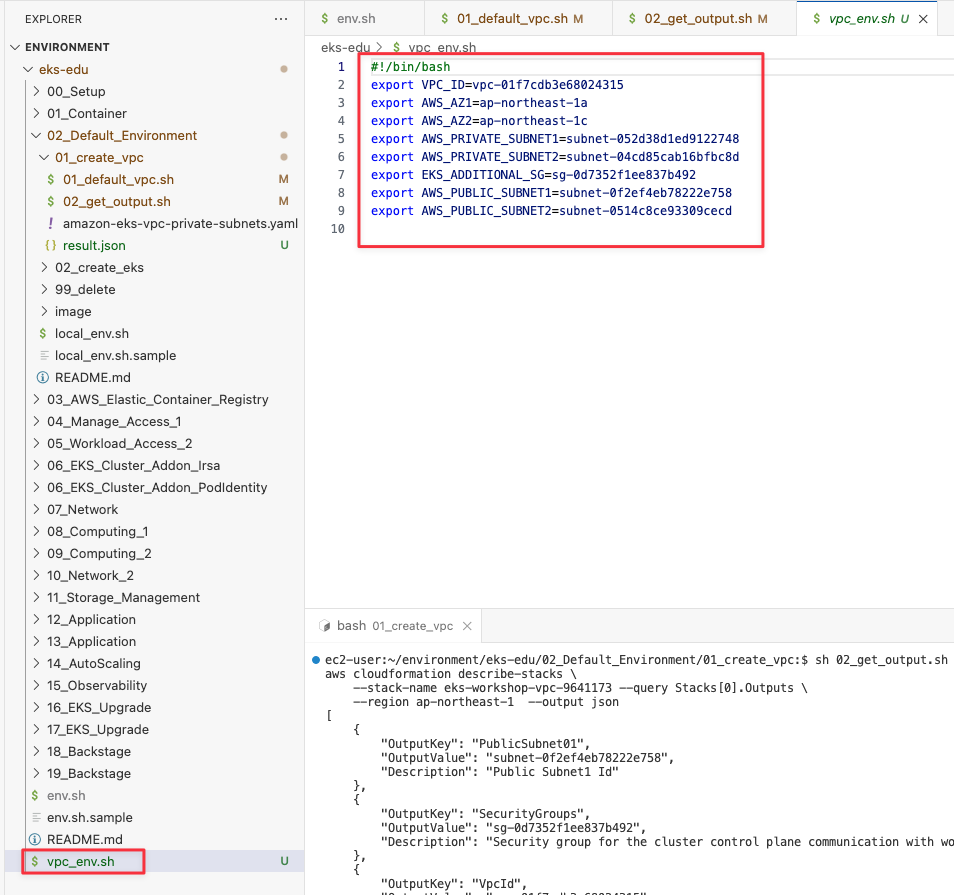 EXPLORER
ENVIRONMENT
eks-edu
00_Setup
01_Container
02_Default_Environment
01_create_vpc
01_default_vpc.sh M
02_get_output.sh M
amazon-eks-vpc-private-subnets.yaml
result.json U
02_create_eks
99_delete
image
local_env.sh
local_env.sh.sample
README.md
03_AWS_Elastic_Container_Registry
04_Manage_Access_1
05_Workload_Access_2
06_EKS_Cluster_Addon_Irsa
06_EKS_Cluster_Addon_PodIdentity
07_Network
08_Computing_1
09_Computing_2
10_Network_2
11_Storage_Management
12_Application
13_Application
14_AutoScaling
15_Observability
16_EKS_Upgrade
17_EKS_Upgrade
18_Backstage
19_Backstage
$ env.sh
env.sh.sample
README.md
$ vpc_env.sh U
$ env.sh $ 01_default_vpc.sh M $ 02_get_output.sh M $ vpc_env.sh U
eks-edu > $ vpc_env.sh
1 #!/bin/bash
2 export VPC_ID=vpc-01f7cdb3e68024315
3 export AWS_AZ1=ap-northeast-1a
4 export AWS_AZ2=ap-northeast-1c
5 export AWS_PRIVATE_SUBNET1=subnet-052d38d1ed9122748
6 export AWS_PRIVATE_SUBNET2=subnet-04cd85cab16bfbc8d
7 export EKS_ADDITIONAL_SG=sg-0d7352f1ee837b492
8 export AWS_PUBLIC_SUBNET1=subnet-0f2ef4eb78222e758
9 export AWS_PUBLIC_SUBNET2=subnet-0514c8ce93309cecd
10
bash 01_create_vpc
ec2-user:~/environment/eks-edu/02_Default_Environment/01_create_vpc:$ sh 02_get_output.sh
aws cloudformation describe-stacks \
--stack-name eks-workshop-vpc-9641173 --query Stacks[0].Outputs \
--region ap-northeast-1 --output json
[
{
"OutputKey": "PublicSubnet01",
"OutputValue": "subnet-0f2ef4eb78222e758",
"Description": "Public Subnet1 Id"
},
{
"OutputKey": "SecurityGroups",
"OutputValue": "sg-0d7352f1ee837b492",
"Description": "Security group for the cluster control plane communication with wo
},
{
"OutputKey": "VpcId",